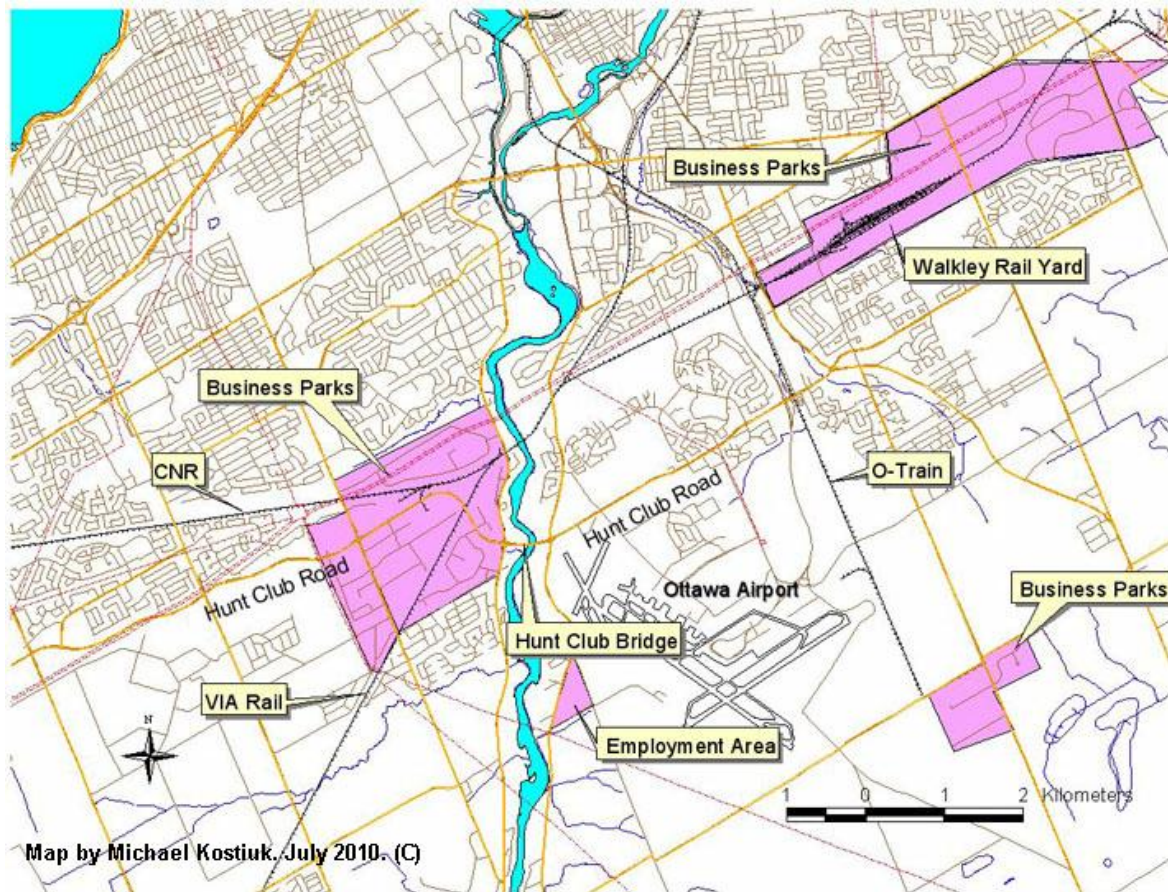 Business Parks
Walkley Rail Yard
Business Parks
CNR
O-Train
Hunt Club Road
Hunt Club Road
Ottawa Airport
Business Parks
Hunt Club Bridge
VIA Rail
N
Employment Area
1 0 1 2 Kilometers
Map by Michael Kostiuk. July 2010. (C)